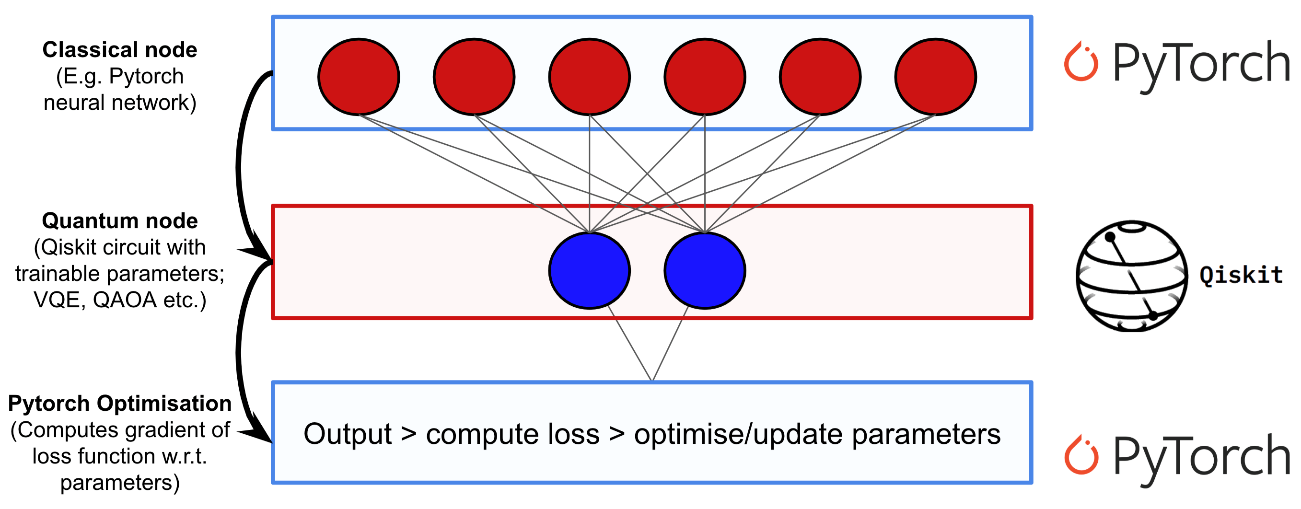 Classical node
(E.g. Pytorch
neural network)
PyTorch
Quantum node
(Qiskit circuit with
trainable parameters;
VQE, QAOA etc.)
Qiskit
Pytorch Optimisation
(Computes gradient of
loss function w.r.t.
parameters)
Output > compute loss > optimise/update parameters
PyTorch